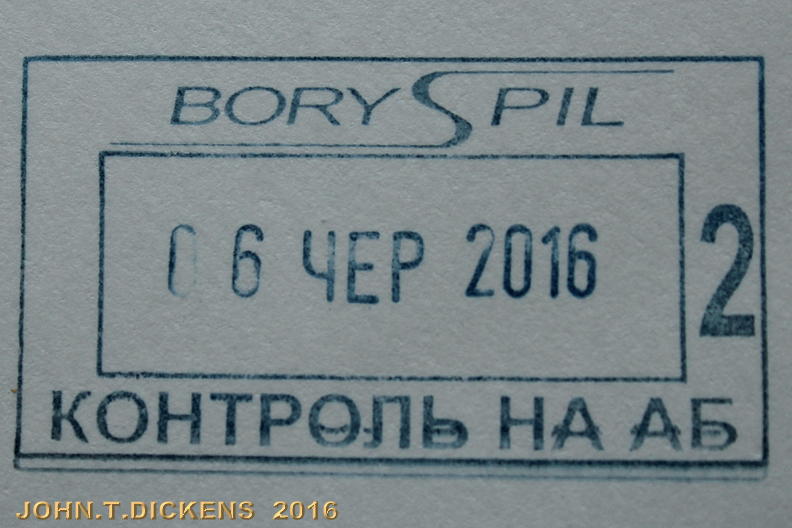 BORYSPIL
06 ЧЕР 2016
2
КОНТРОЛЬ НА АБ
JOHN.T.DICKENS 2016